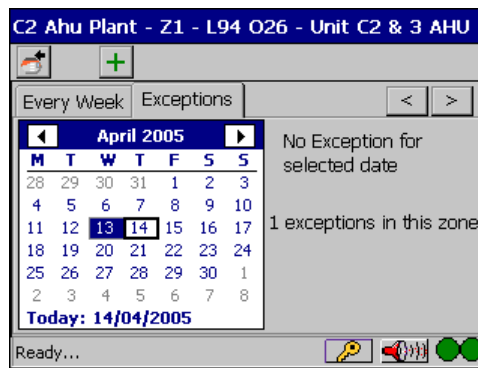 C2 Ahu Plant - Z1 - L94 O26 - Unit C2 & 3 AHU
Every Week Exceptions < >
April 2005
M T W T F S S
28 29 30 31 1 2 3
4 5 6 7 8 9 10
11 12 13 14 15 16 17
18 19 20 21 22 23 24
25 26 27 28 29 30 1
2 3 4 5 6 7 8
Today: 14/04/2005
No Exception for
selected date
1 exceptions in this zone
Ready...